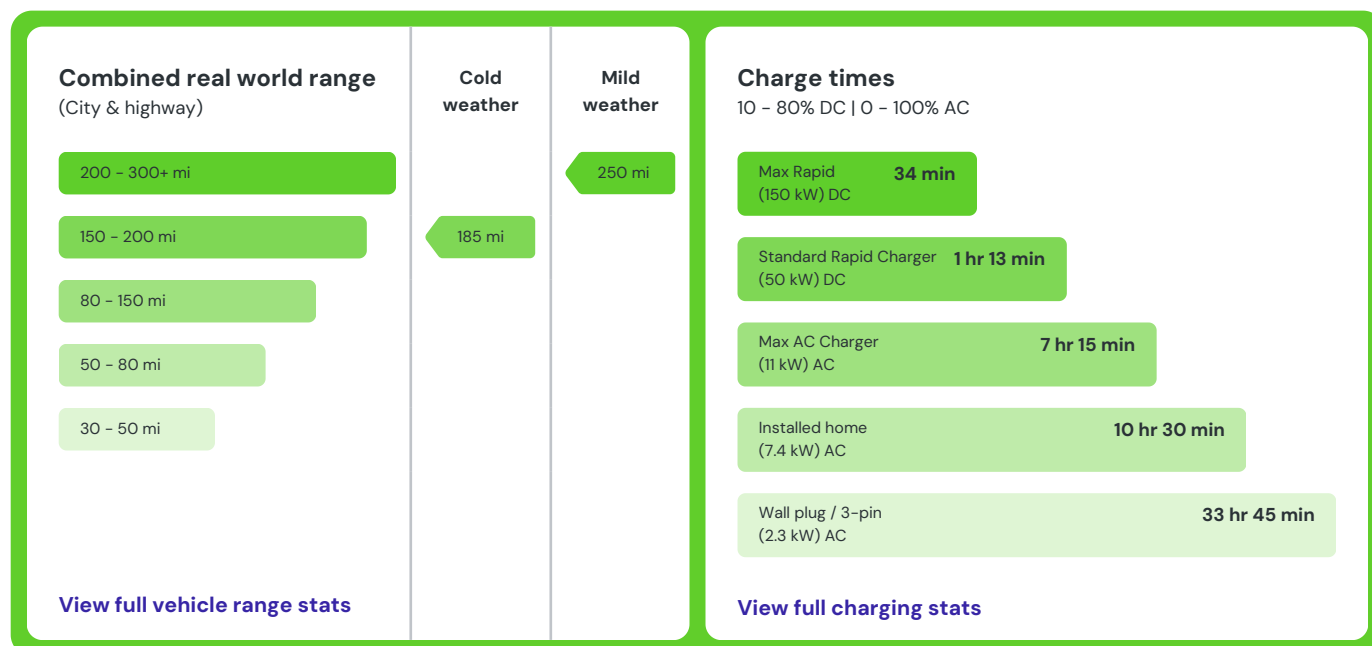 Combined real world range
(City & highway)
Cold
weather
Mild
weather
200 - 300+ mi
250 mi
150 - 200 mi
185 mi
80 - 150 mi
50 - 80 mi
30 - 50 mi
View full vehicle range stats
Charge times
10 - 80% DC | 0 - 100% AC
Max Rapid
(150 kW) DC
34 min
Standard Rapid Charger
(50 kW) DC
1 hr 13 min
Max AC Charger
(11 kW) AC
7 hr 15 min
Installed home
(7.4 kW) AC
10 hr 30 min
Wall plug / 3-pin
(2.3 kW) AC
33 hr 45 min
View full charging stats